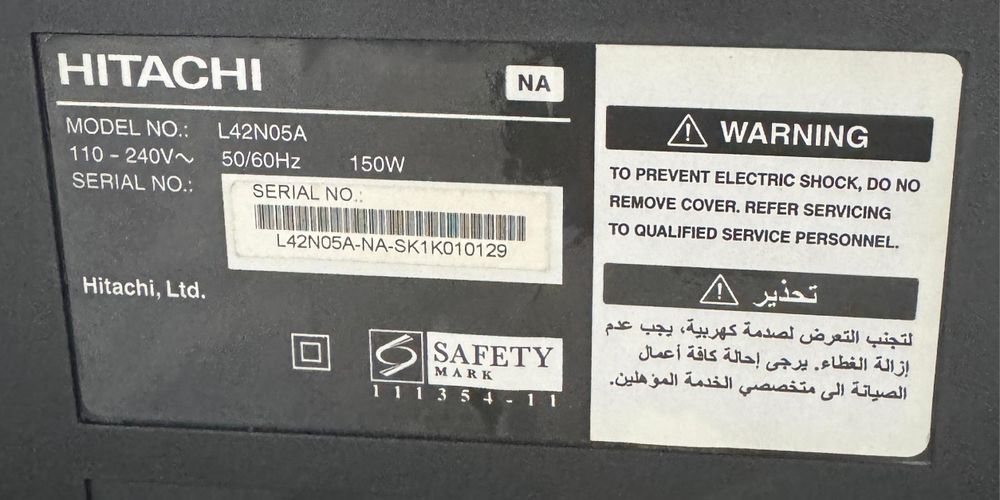 HITACHI
NA
MODEL NO.: L42N05A
110 - 240V~ 50/60Hz 150W
SERIAL NO.:
SERIAL NO.:
L42N05A-NA-SK1K010129
Hitachi, Ltd.
S
SAFETY
MARK
111354-11
WARNING
TO PREVENT ELECTRIC SHOCK, DO NO
REMOVE COVER. REFER SERVICING
TO QUALIFIED SERVICE PERSONNEL.
تحذير
لتجنب التعرض لصدمة كهربية، يجب عدم
إزالة الغطاء. يرجى إحالة كافة أعمال
الصيانة الى متخصصي الخدمة المؤهلين.